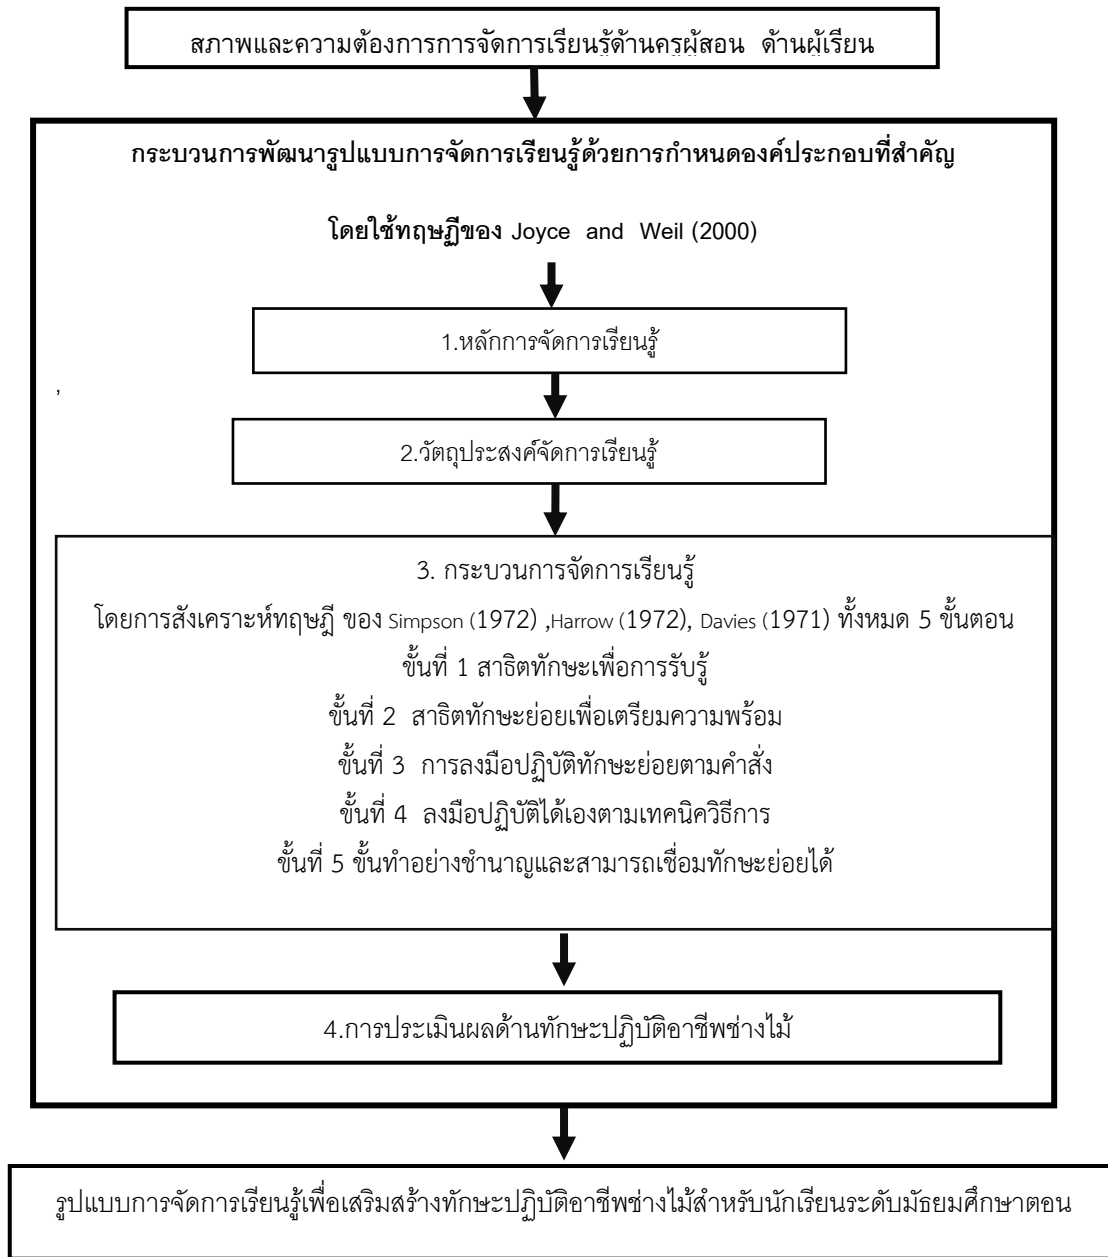 สภาพและความต้องการการจัดการเรียนรู้ด้านครูผู้สอน ด้านผู้เรียน
กระบวนการพัฒนารูปแบบการจัดการเรียนรู้ด้วยการกำหนดองค์ประกอบที่สำคัญ
โดยใช้ทฤษฏีของ Joyce and Weil (2000)
1.หลักการจัดการเรียนรู้
,
2.วัตถุประสงค์จัดการเรียนรู้
3. กระบวนการจัดการเรียนรู้
โดยการสังเคราะห์ทฤษฎี ของ Simpson (1972) ,Harrow (1972), Davies (1971) ทั้งหมด 5 ขั้นตอน
ขั้นที่ 1 สาธิตทักษะเพื่อการรับรู้
ขั้นที่ 2 สาธิตทักษะย่อยเพื่อเตรียมความพร้อม
ขั้นที่ 3 การลงมือปฏิบัติทักษะย่อยตามคำสั่ง
ขั้นที่ 4 ลงมือปฏิบัติได้เองตามเทคนิควิธีการ
ขั้นที่ 5 ขั้นทำอย่างชำนาญและสามารถเชื่อมทักษะย่อยได้
4.การประเมินผลด้านทักษะปฏิบัติอาชีพช่างไม้
รูปแบบการจัดการเรียนรู้เพื่อเสริมสร้างทักษะปฏิบัติอาชีพช่างไม้สำหรับนักเรียนระดับมัธยมศึกษาตอน